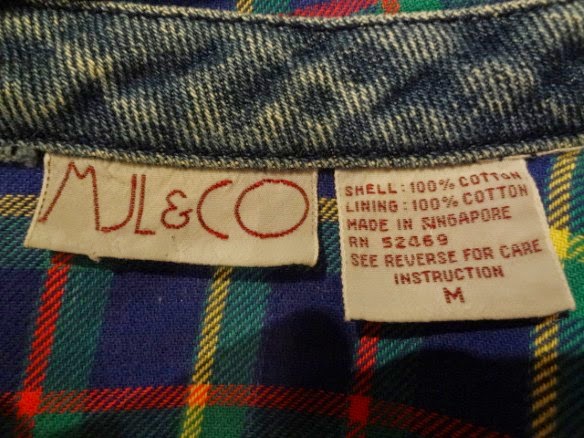 MJL&CO
SHELL: 100% COTTON
LINING: 100% COTTON
MADE IN SINGAPORE
RN 52469
SEE REVERSE FOR CARE
INSTRUCTION
M